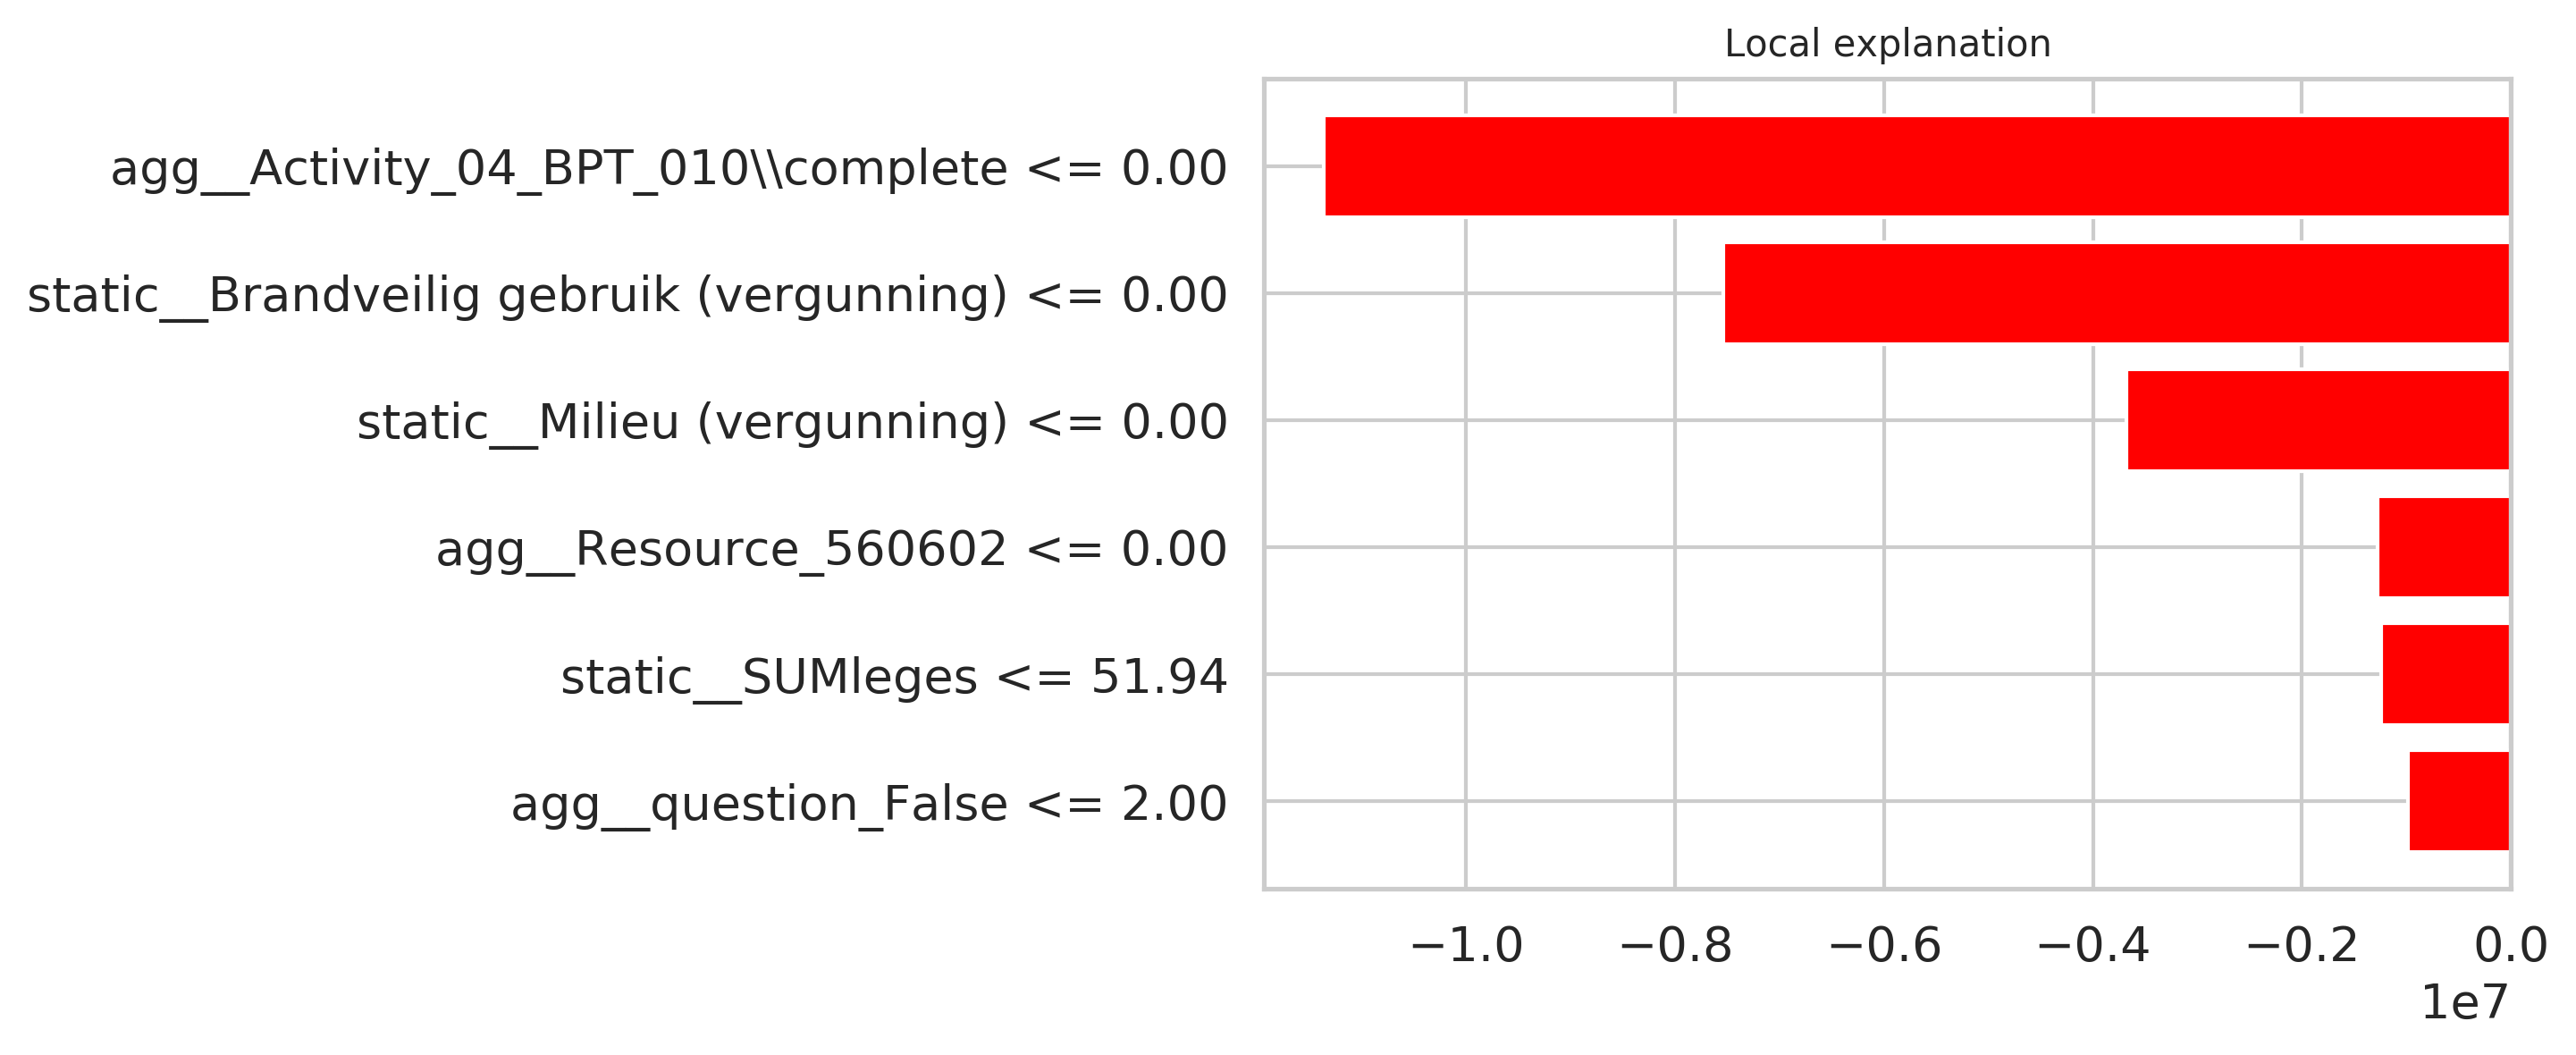 Local explanation
agg__Activity_04_BPT_010\\complete <= 0.00
static__Brandveilig gebruik (vergunning) <= 0.00
static__Milieu (vergunning) <= 0.00
agg__Resource_560602 <= 0.00
static__SUMleges <= 51.94
agg__question_False <= 2.00
−1.0 −0.8 −0.6 −0.4 −0.2 0.0
1e7